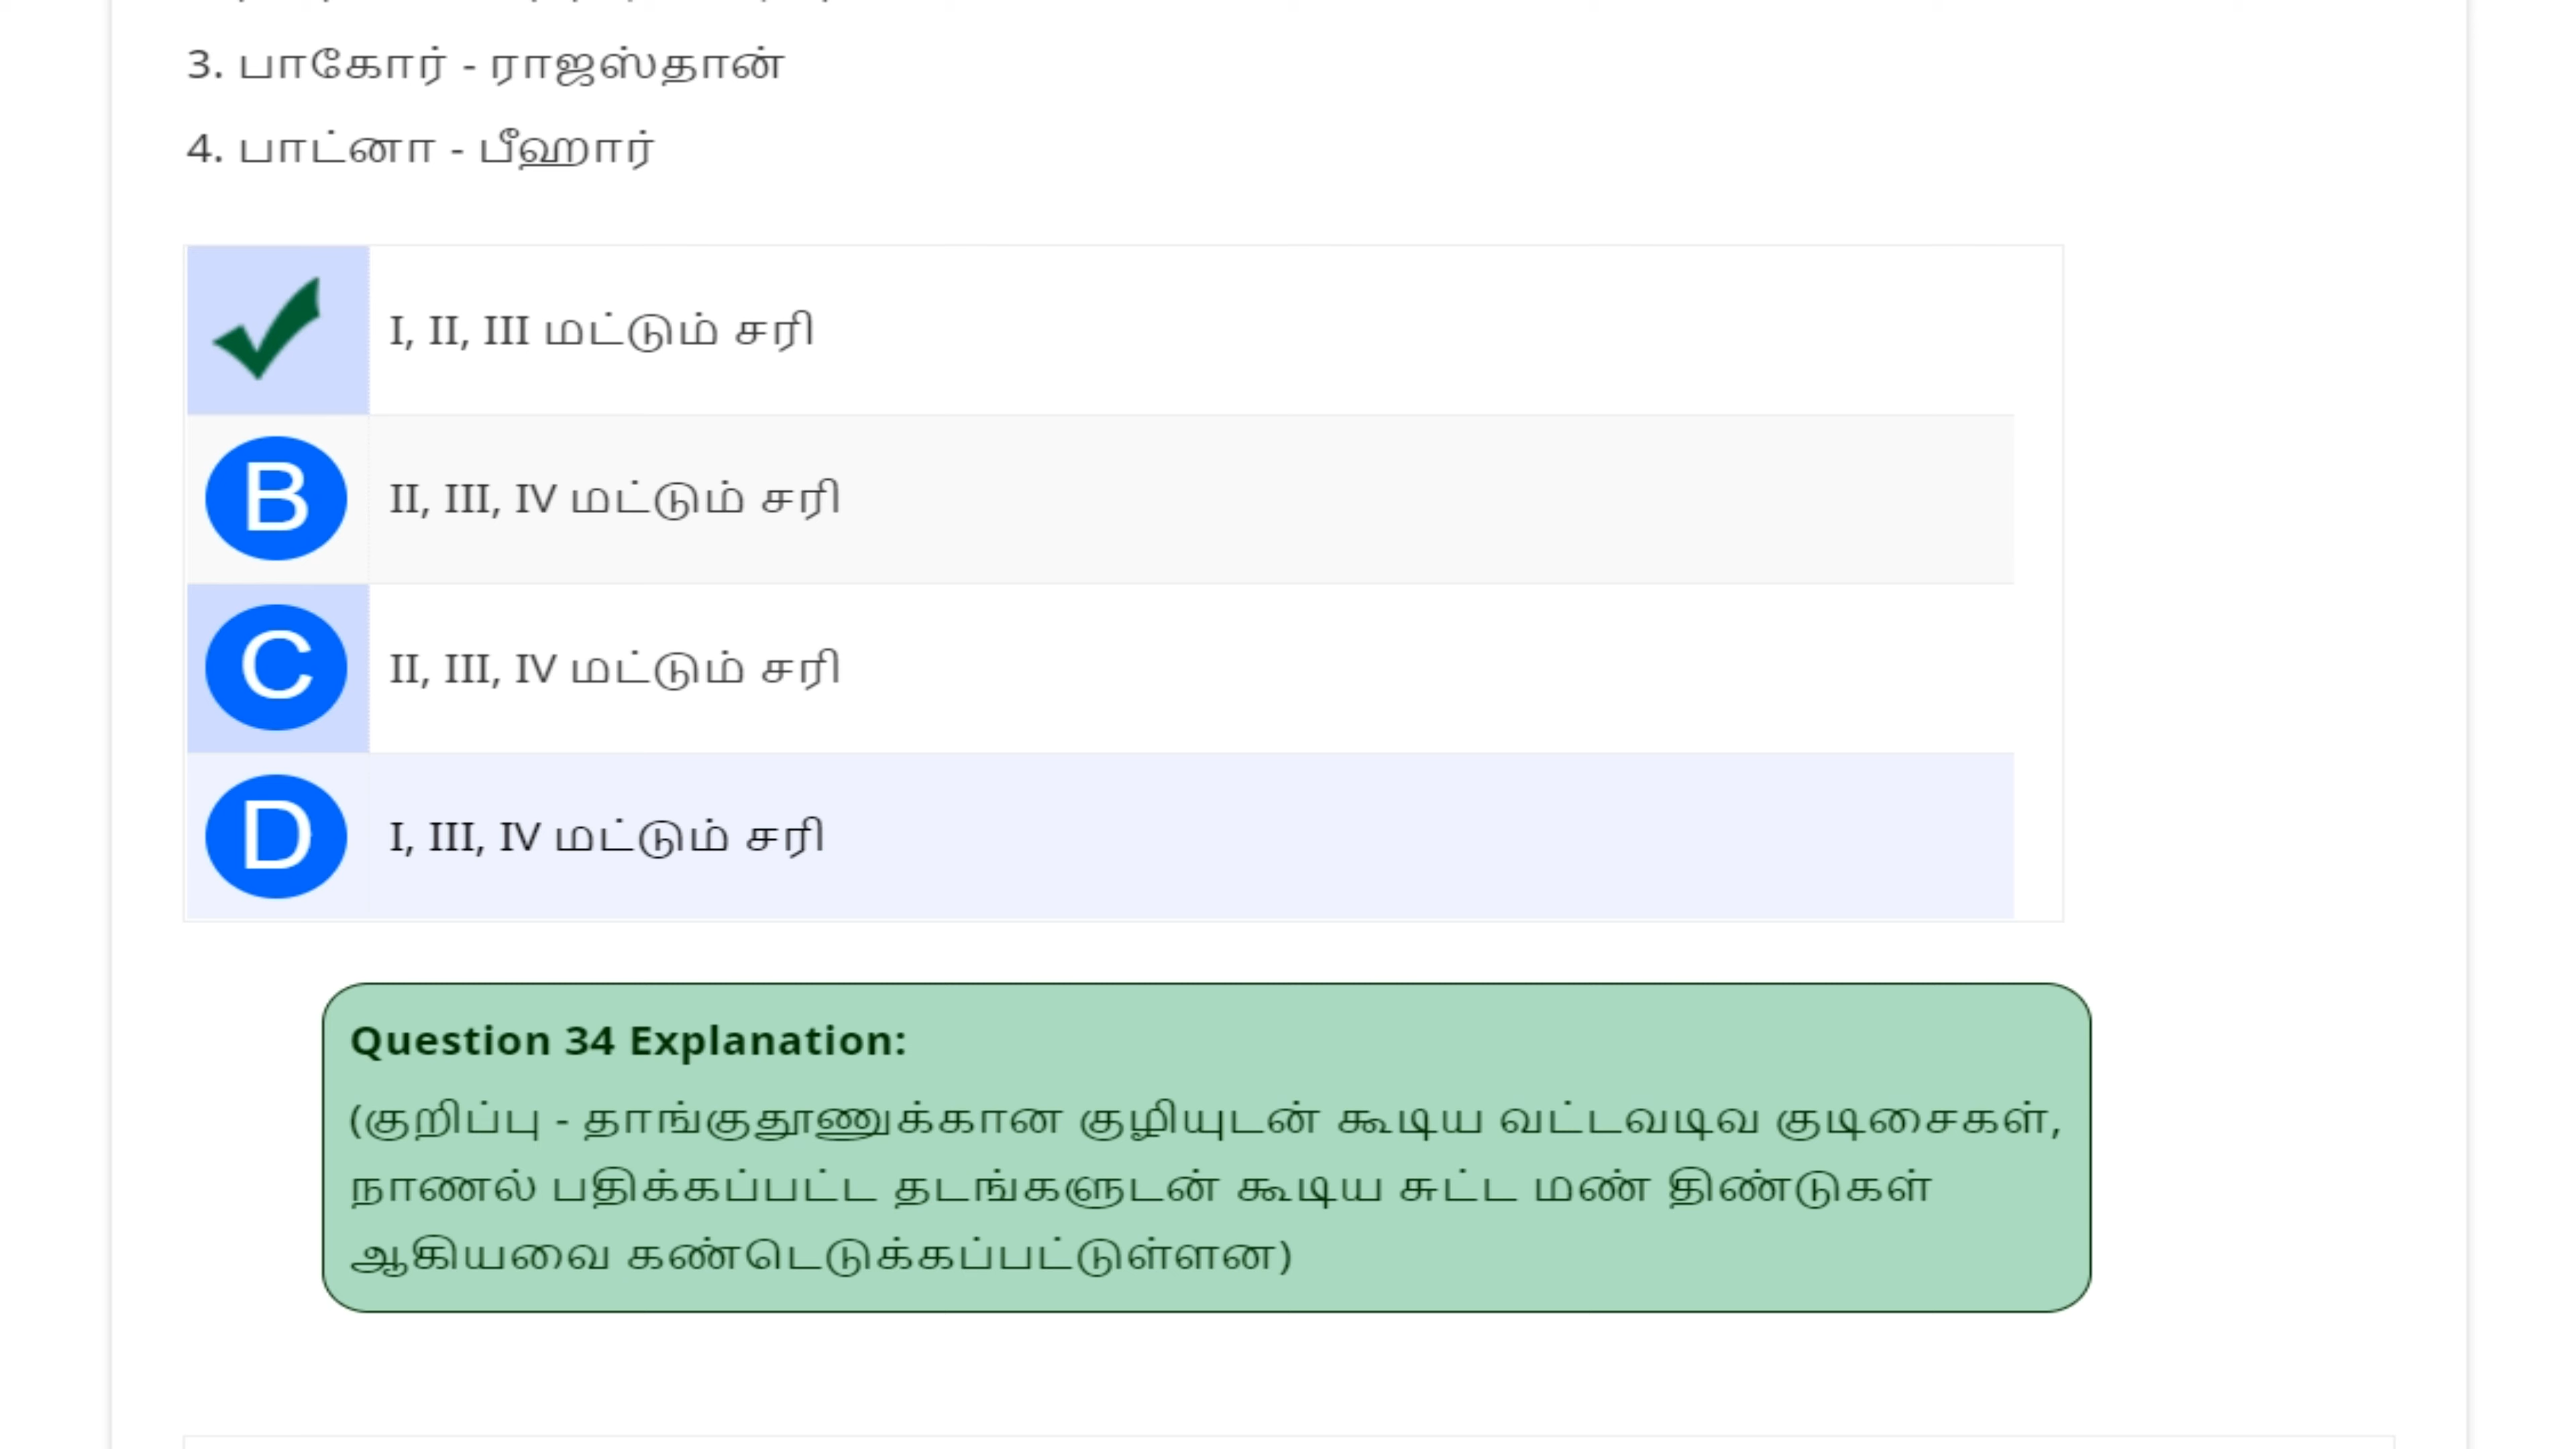 3. பாகோர் - ராஜஸ்தான்
4. பாட்னா - பீஹார்
I, II, III மட்டும் சரி
B II, III, IV மட்டும் சரி
C II, III, IV மட்டும் சரி
D I, III, IV மட்டும் சரி
Question 34 Explanation:
(குறிப்பு - தாங்குதூணுக்கான குழியுடன் கூடிய வட்டவடிவ குடிசைகள்,
நாணல் பதிக்கப்பட்ட தடங்களுடன் கூடிய சுட்ட மண் திண்டுகள்
ஆகியவை கண்டெடுக்கப்பட்டுள்ளன)